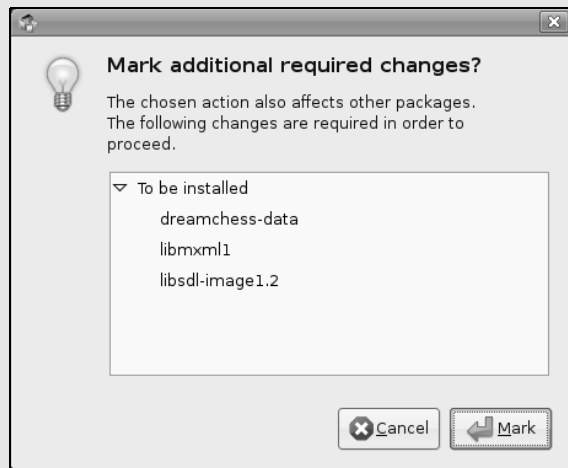 Mark additional required changes?
The chosen action also affects other packages.
The following changes are required in order to
proceed.
To be installed
dreamchess-data
libmxml1
libsdl-image1.2
Cancel
Mark